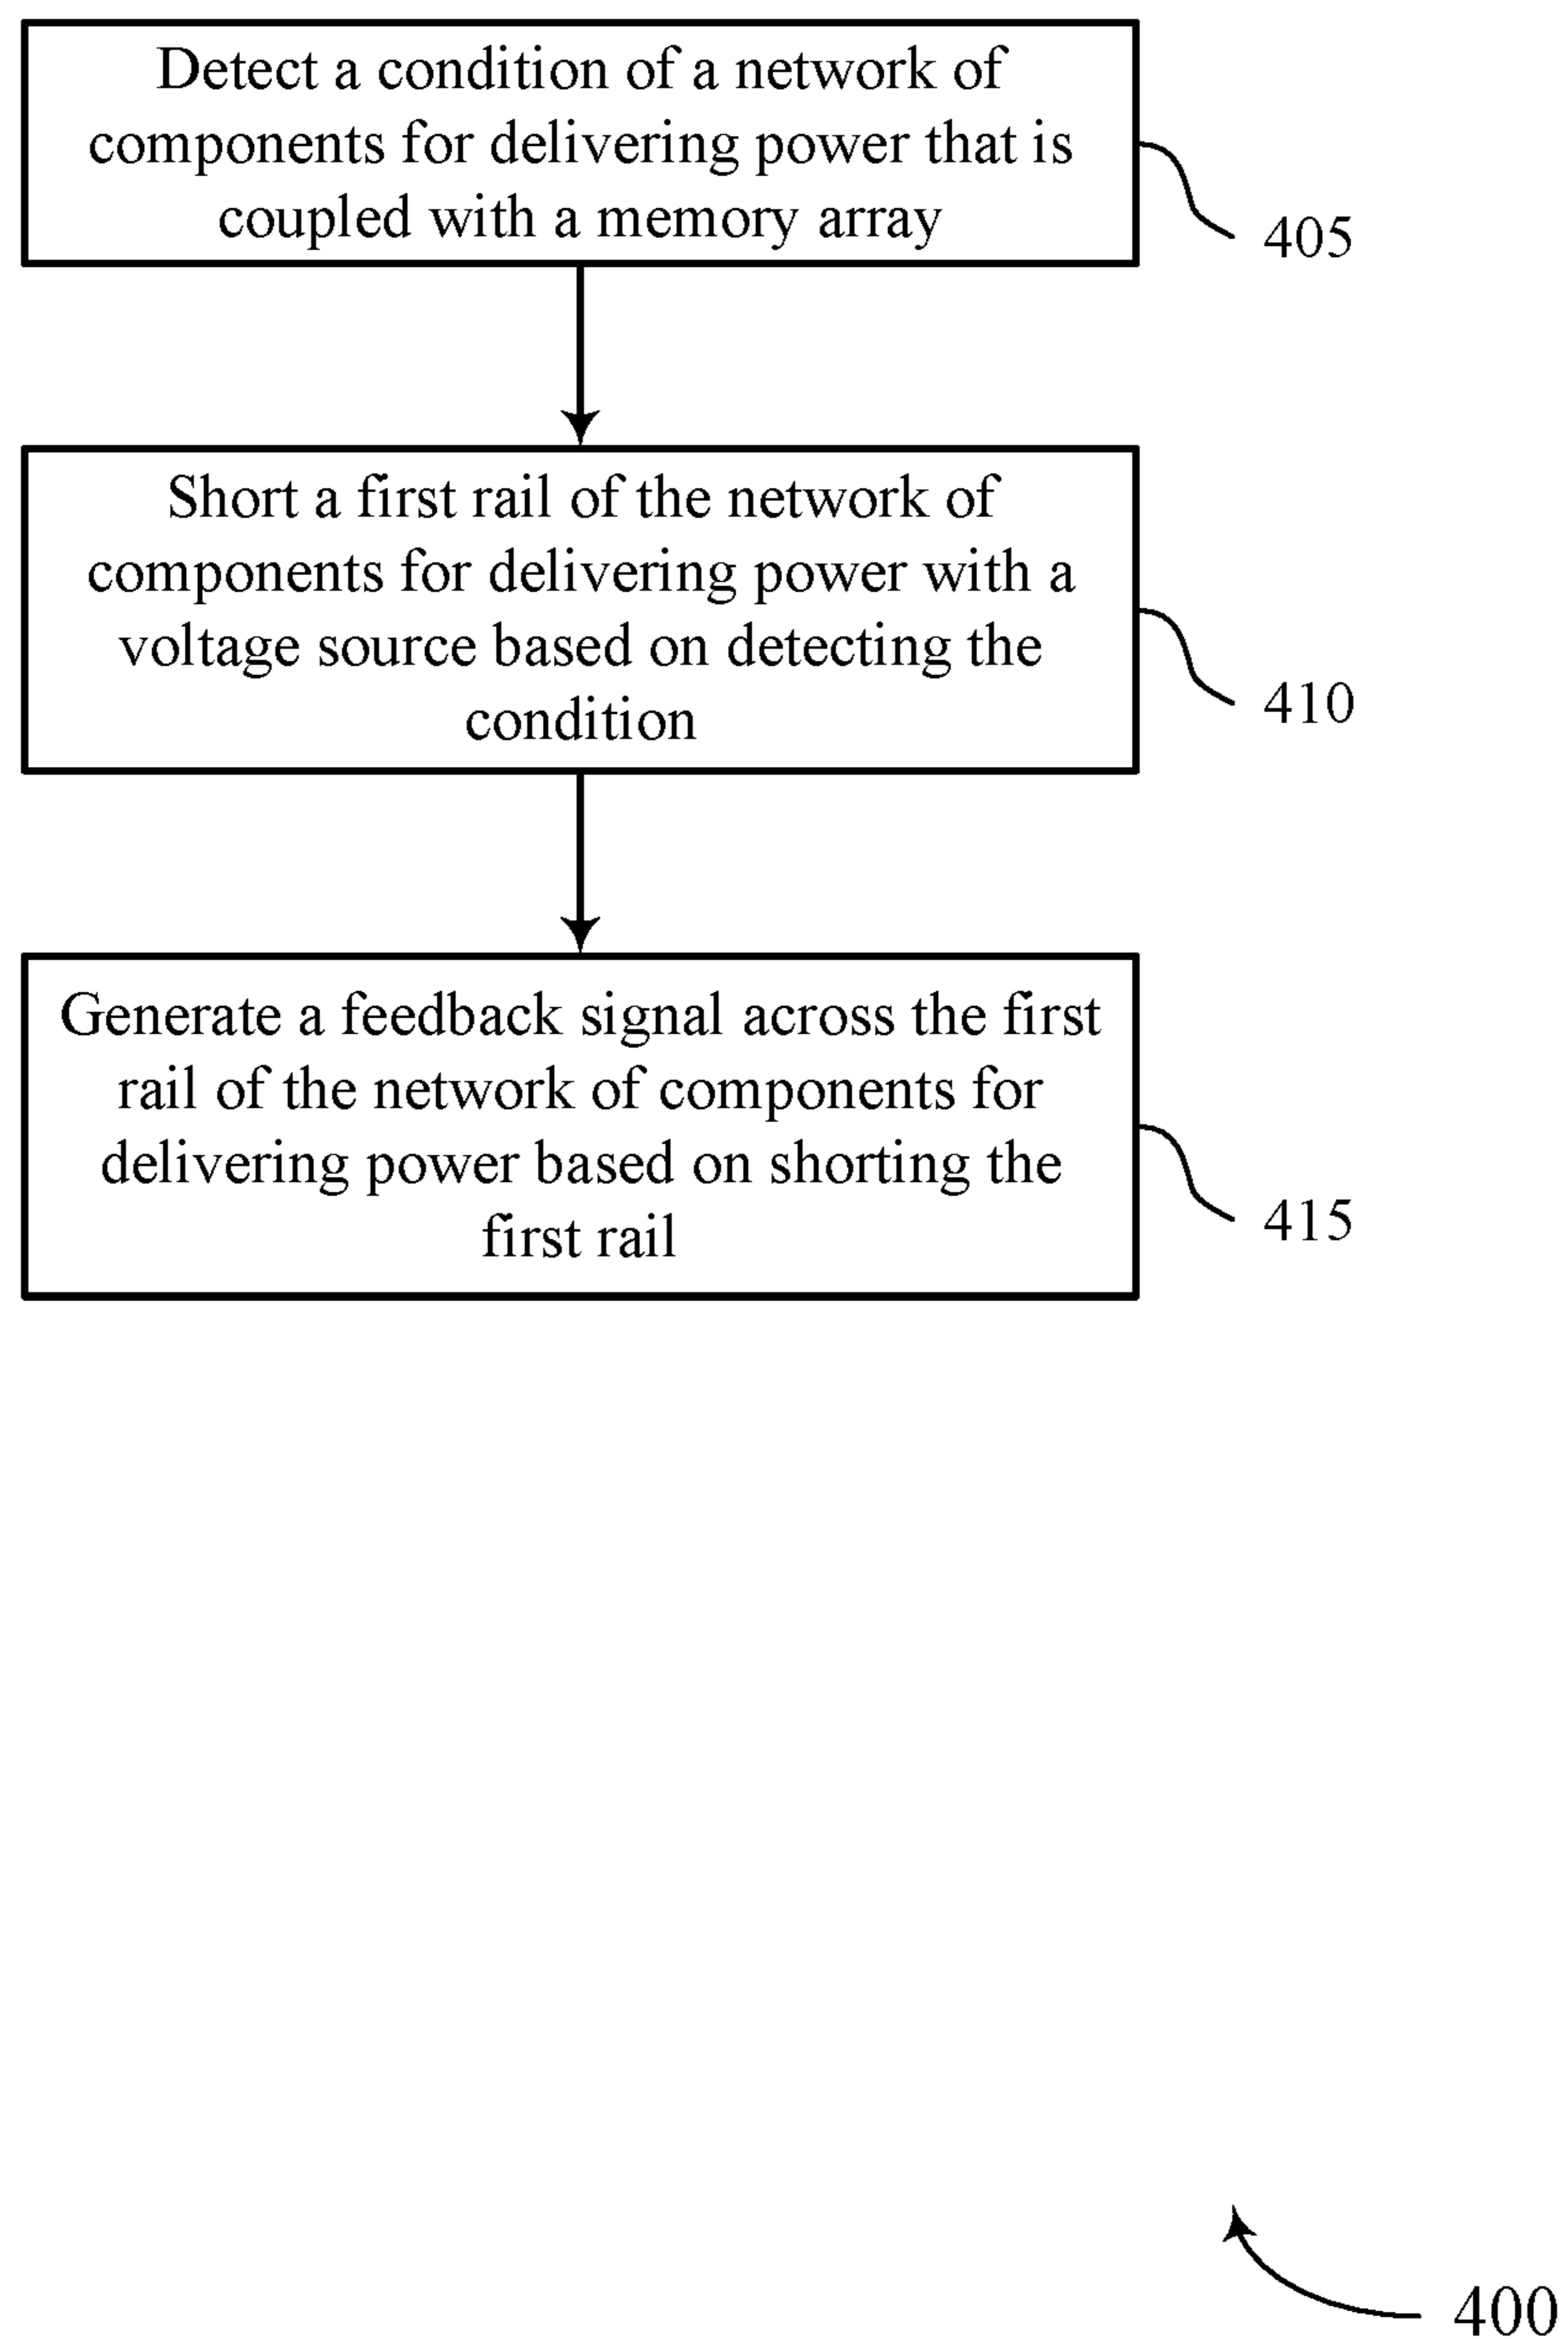 Detect a condition of a network of
components for delivering power that is
coupled with a memory array
405
Short a first rail of the network of
components for delivering power with a
voltage source based on detecting the
condition
410
Generate a feedback signal across the first
rail of the network of components for
delivering power based on shorting the
first rail
415
400